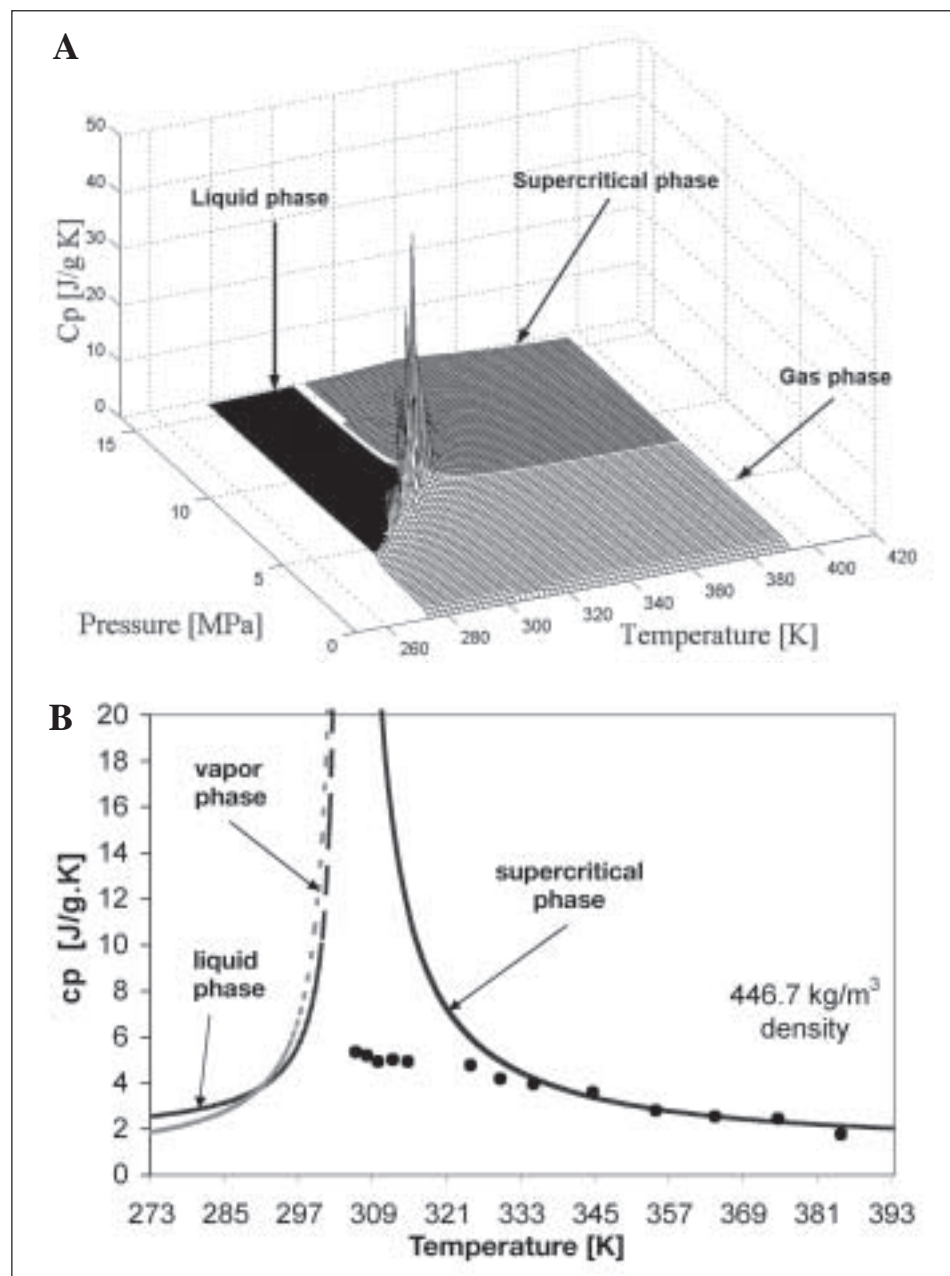 A
50
40
30
20
10
0
Cp [J/g K]
Liquid phase
Supercritical phase
Gas phase
15
10
5
0
Pressure [MPa]
260
280
300
320
340
360
380
400
420
Temperature [K]
B
20
18
16
14
12
10
8
6
4
2
0
cp [J/g.K]
vapor
phase
liquid
phase
supercritical
phase
446.7 kg/m³
density
273 285 297 309 321 333 345 357 369 381 393
Temperature [K]